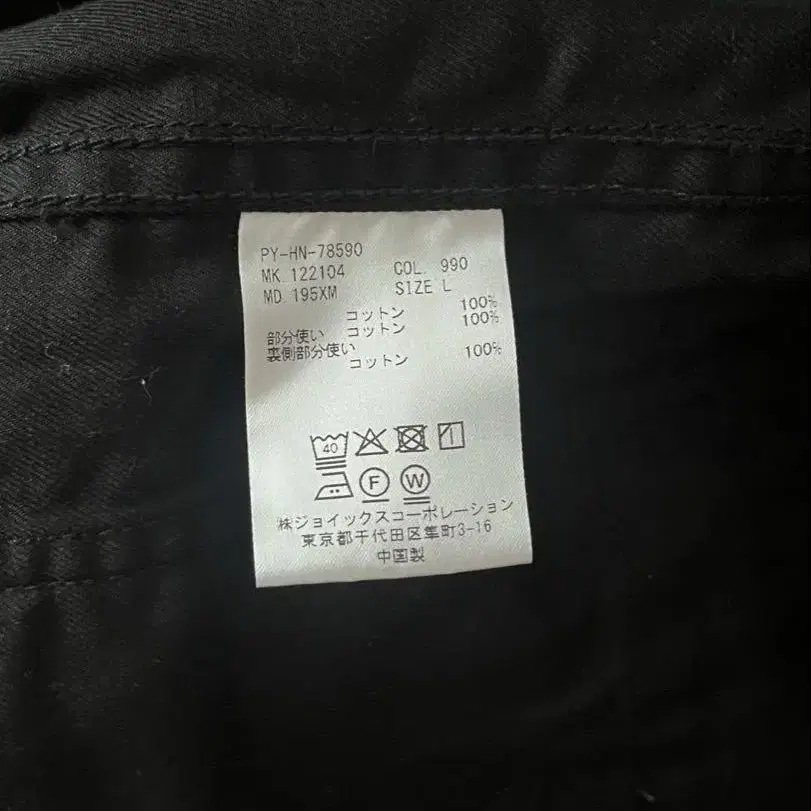 PY-HN-78590
MK. 122104 COL. 990
MD. 195XM SIZE L
コットン 100%
部分使い コットン 100%
裏側部分使い
コットン 100%
40
F W
㈱ジョイックスコーポレーション
東京都千代田区隼町3-16
中国製